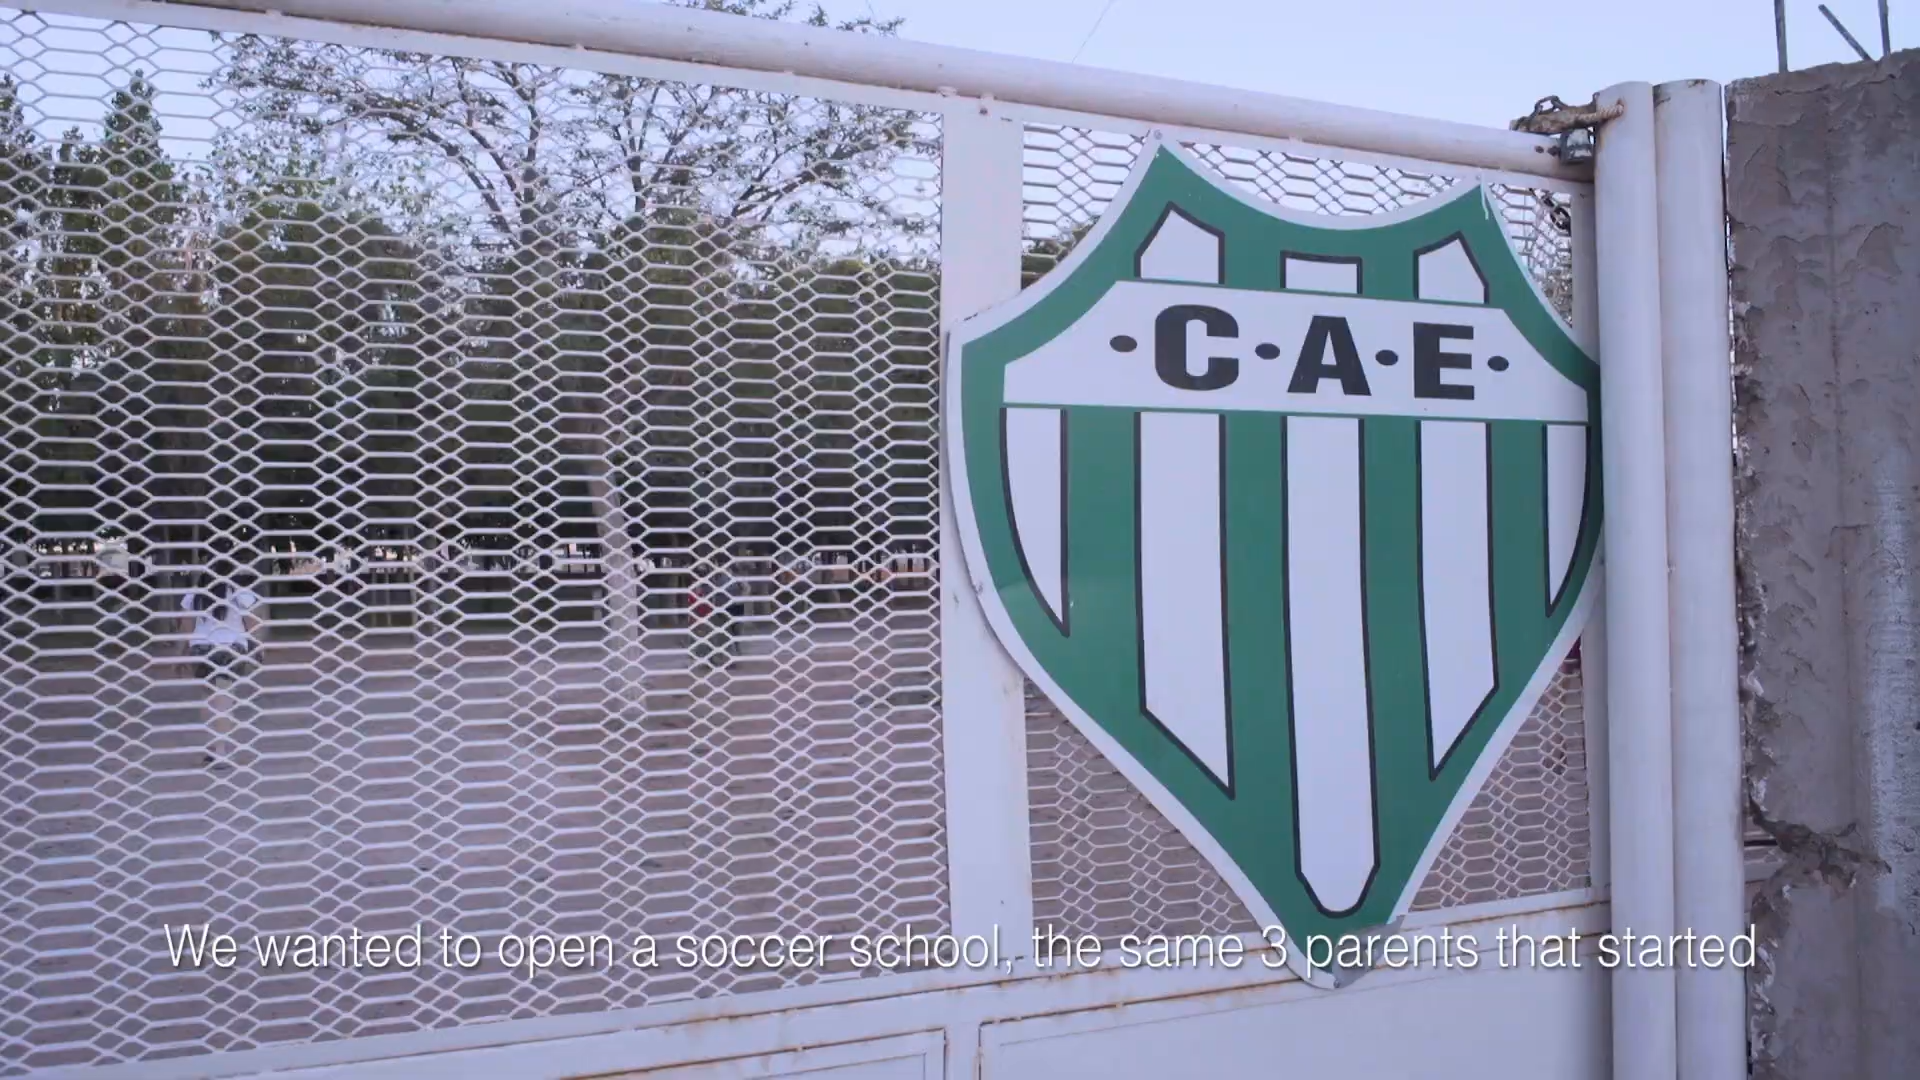 ·C·A·E·
We wanted to open a soccer school, the same 3 parents that started